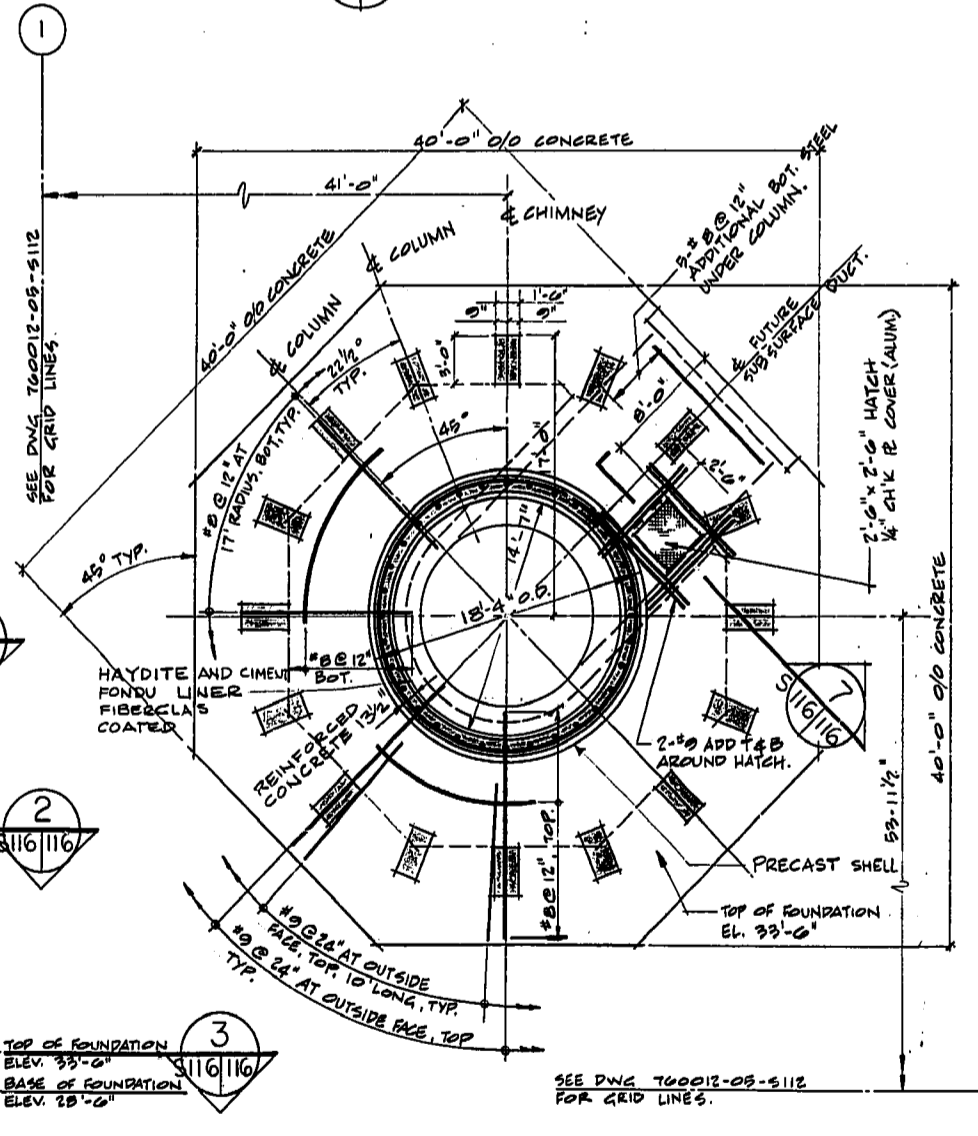 1
40'-0" O/O CONCRETE
41'-0"
℄ CHIMNEY
℄ COLUMN
℄ COLUMN
40'-0" O/O CONCRETE
SEE DWG 760012-05-S112
FOR GRID LINES.
5-#8 @ 12"
ADDITIONAL BOT. STEEL
UNDER COLUMN.
℄ FUTURE
SUBSURFACE DUCT.
1'-6"
9"
9"
3'-0"
22½°
TYP.
45°
17'-0"
8'-0"
2'-6"
2'-6" x 2'-6" HATCH
¼" CH'K PL COVER (ALUM)
#8 @ 12" AT
17' RADIUS, BOT, TYP.
45° TYP.
14'-7"
18'-4" O.D.
40'-0" O/O CONCRETE
HAYDITE AND CIMENT
FONDU LINER
FIBERGLAS
COATED
#8 @ 12"
BOT.
REINFORCED
CONCRETE 13½"
7
S116 116
2-#9 ADD T&B
AROUND HATCH.
53-11½"
2
S116 116
#8 @ 12", TOP.
PRECAST SHELL
TOP OF FOUNDATION
EL. 33'-6"
#9 @ 24" AT OUTSIDE
FACE, TOP. 10' LONG, TYP.
#9 @ 24" AT OUTSIDE FACE, TOP
TYP.
3
S116 116
TOP OF FOUNDATION
ELEV. 33'-6"
BASE OF FOUNDATION
ELEV. 28'-6"
SEE DWG 760012-05-S112
FOR GRID LINES.